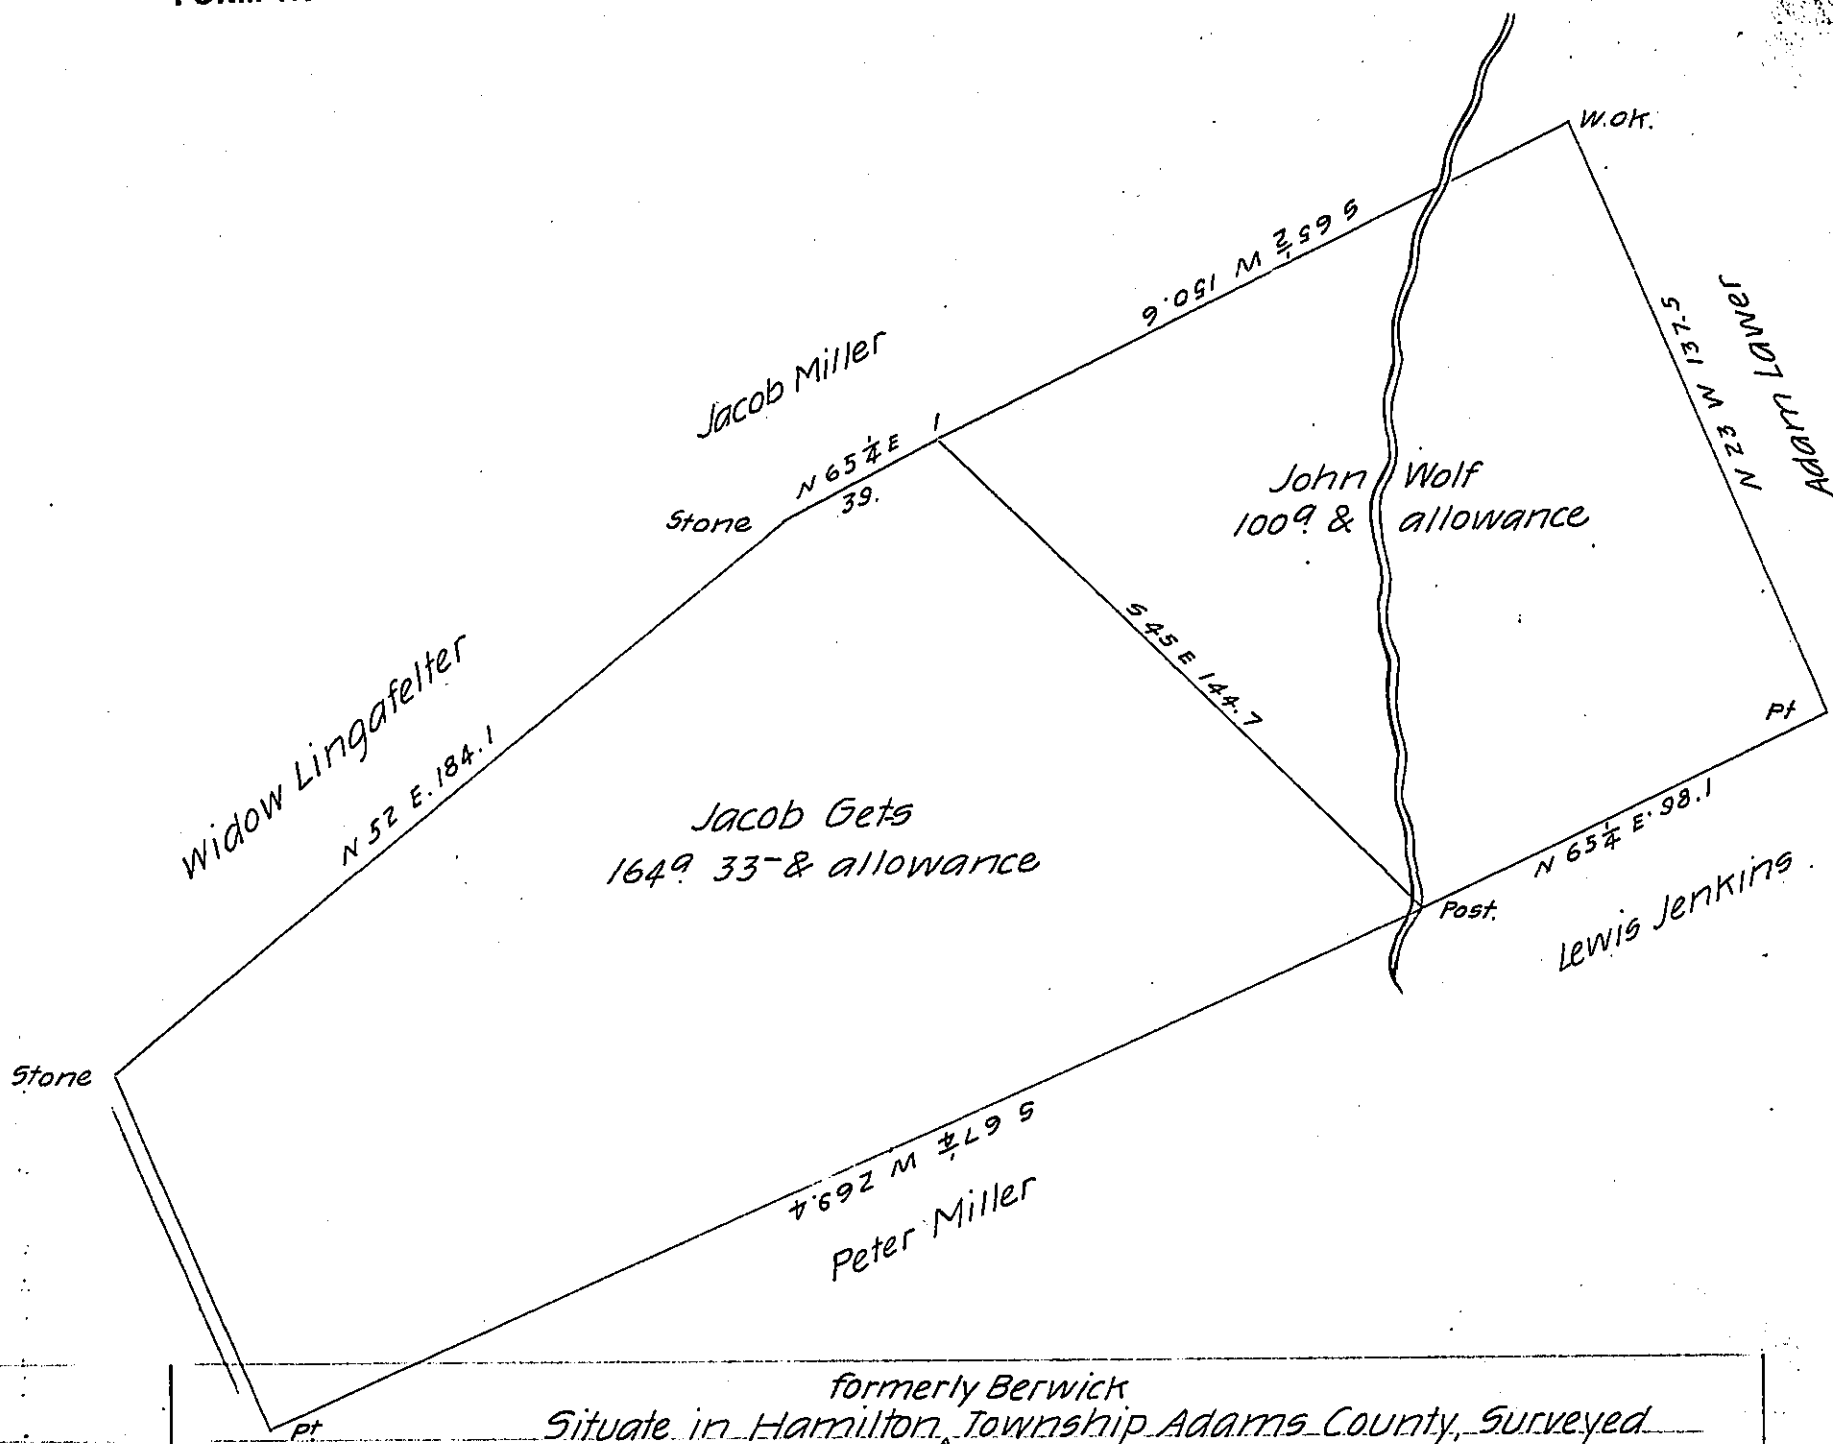 W.OK.
S 65½ W 150.6
Jacob Miller
N 65¼ E
39.
1
Stone
John Wolf
100a. & allowance
N 23 W 137.5
Adam Lawer
S 45 E 144.7
Widow Lingafelter
N 52 E. 184.1
Jacob Gets
164a. 33- & allowance
Pt
N 65¼ E. 98.1
Post.
Lewis Jenkins
Stone
S 67¼ W 269.4
Peter Miller
Pt
formerly Berwick
Situate in Hamilton Township Adams County, Surveyed